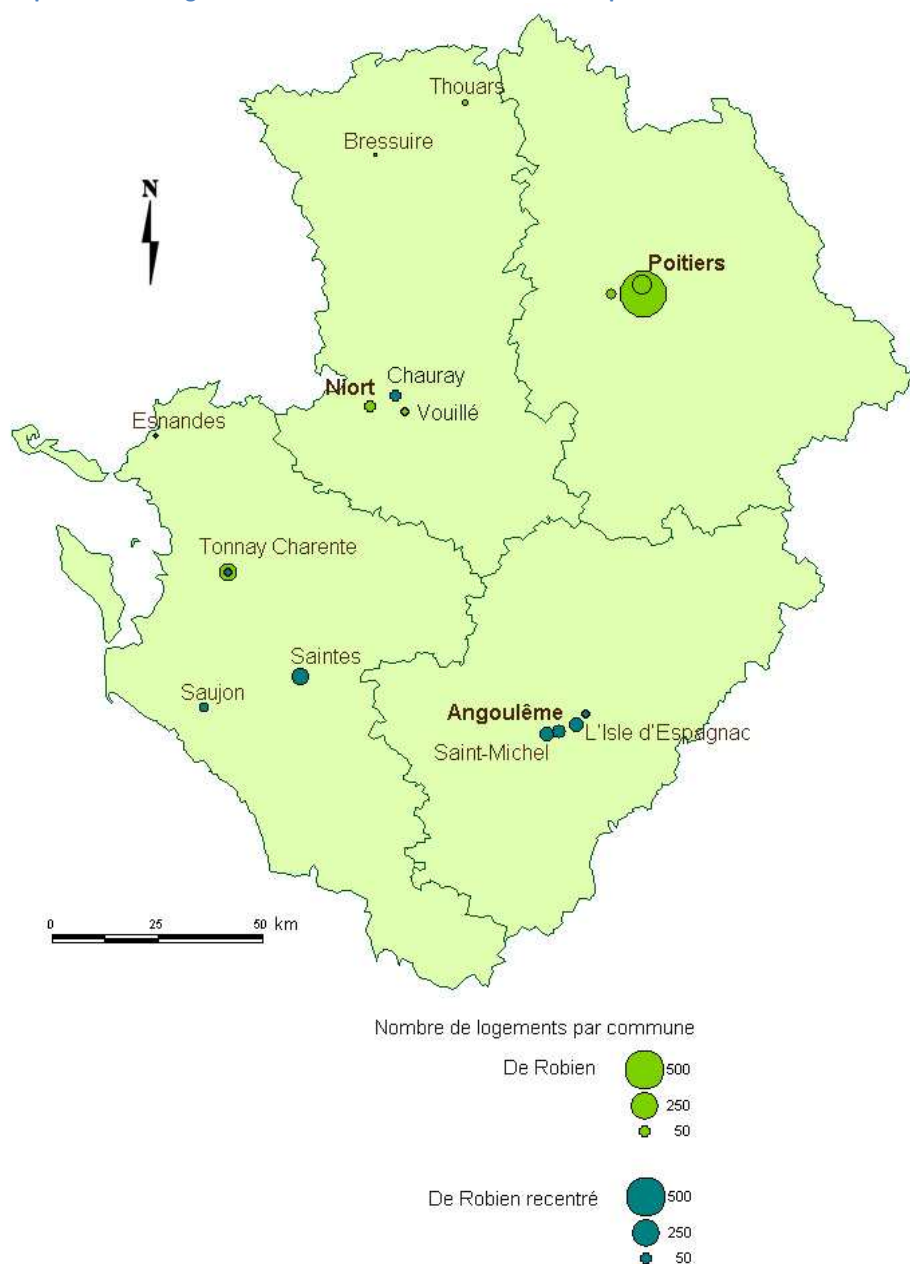 Thouars
Bressuire
N
Poitiers
Chauray
Niort
Vouillé
Esnandes
Tonnay Charente
Saintes
Saujon
Angoulême
L'Isle d'Espagnac
Saint-Michel
0 25 50 km
Nombre de logements par commune
De Robien
500
250
50
De Robien recentré
500
250
50